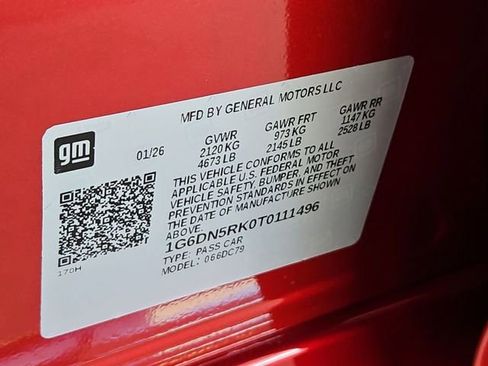 MFD BY GENERAL MOTORS LLC
gm
01/26
GVWR
2120 KG
4673 LB
GAWR FRT
973 KG
2145 LB
GAWR RR
1147 KG
2528 LB
THIS VEHICLE CONFORMS TO ALL
APPLICABLE U.S. FEDERAL MOTOR
VEHICLE SAFETY, BUMPER, AND THEFT
PREVENTION STANDARDS IN EFFECT ON
THE DATE OF MANUFACTURE SHOWN
ABOVE.
1G6DN5RK0T0111496
TYPE: PASS CAR
MODEL: 066DC79
170H